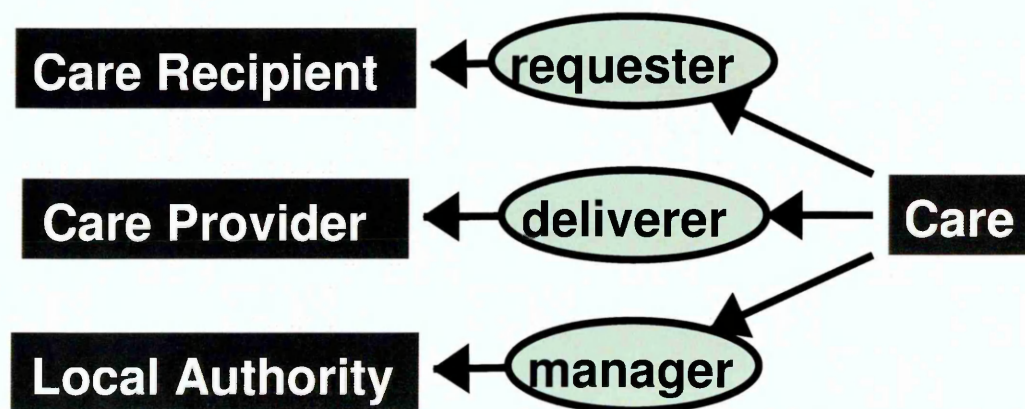 Care Recipient
requester
Care Provider
deliverer
Care
Local Authority
manager